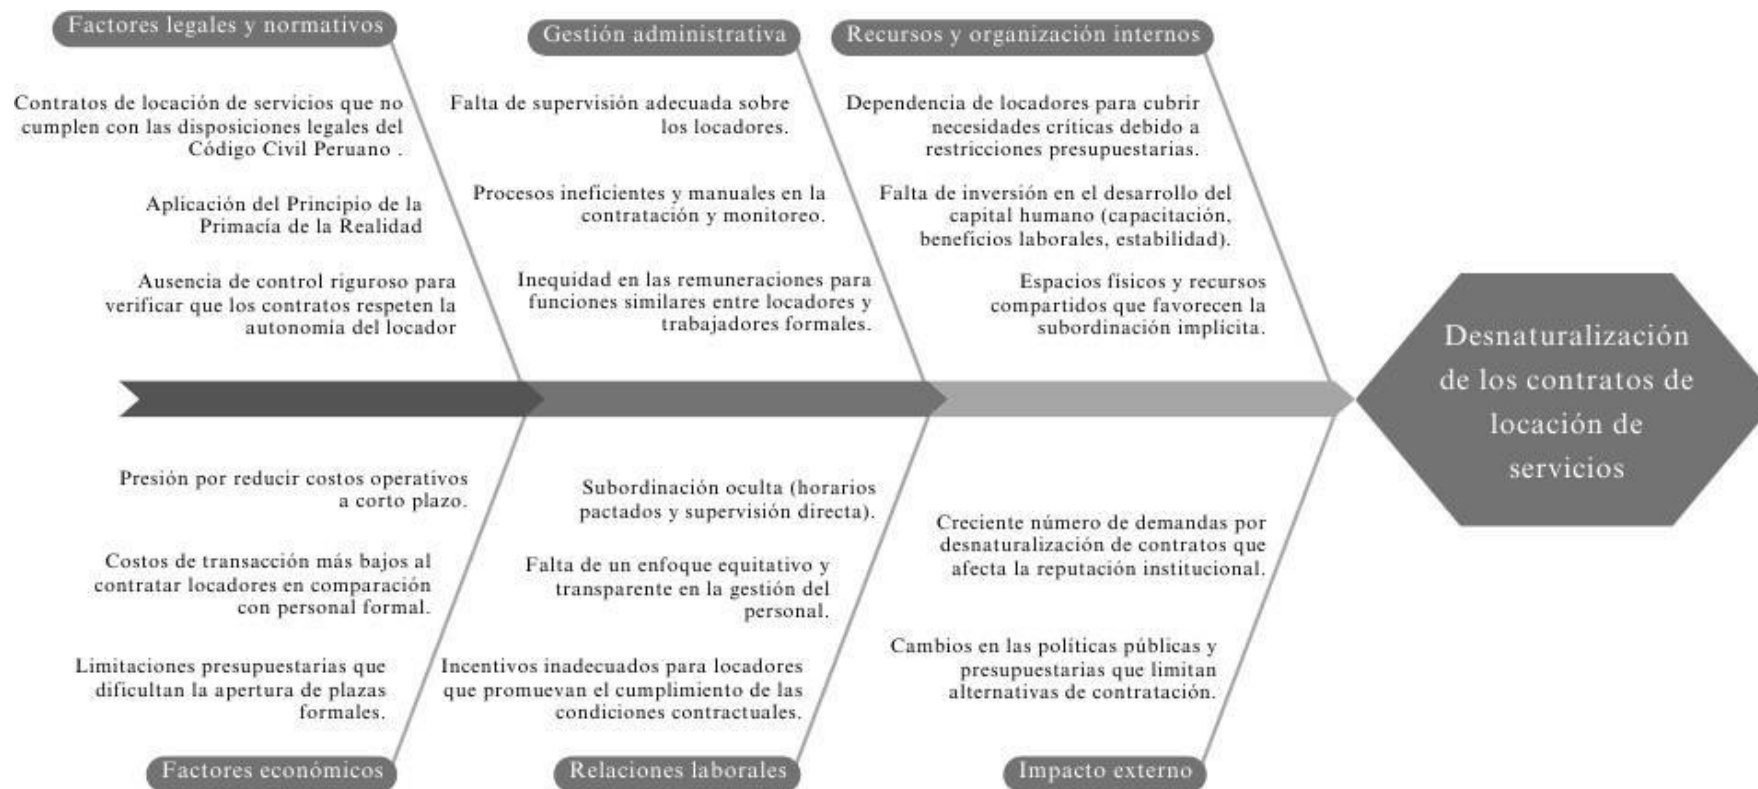 Factores legales y normativos
Contratos de locación de servicios que no
cumplen con las disposiciones legales del
Código Civil Peruano .
Aplicación del Principio de la
Primacía de la Realidad
Ausencia de control riguroso para
verificar que los contratos respeten la
autonomía del locador
Gestión administrativa
Falta de supervisión adecuada sobre
los locadores.
Procesos ineficientes y manuales en la
contratación y monitoreo.
Inequidad en las remuneraciones para
funciones similares entre locadores y
trabajadores formales.
Recursos y organización internos
Dependencia de locadores para cubrir
necesidades críticas debido a
restricciones presupuestarias.
Falta de inversión en el desarrollo del
capital humano (capacitación,
beneficios laborales, estabilidad).
Espacios físicos y recursos
compartidos que favorecen la
subordinación implícita.
Desnaturalización
de los contratos de
locación de
servicios
Presión por reducir costos operativos
a corto plazo.
Costos de transacción más bajos al
contratar locadores en comparación
con personal formal.
Limitaciones presupuestarias que
dificultan la apertura de plazas
formales.
Factores económicos
Subordinación oculta (horarios
pactados y supervisión directa).
Falta de un enfoque equitativo y
transparente en la gestión del
personal.
Incentivos inadecuados para locadores
que promuevan el cumplimiento de las
condiciones contractuales.
Relaciones laborales
Creciente número de demandas por
desnaturalización de contratos que
afecta la reputación institucional.
Cambios en las políticas públicas y
presupuestarias que limitan
alternativas de contratación.
Impacto externo